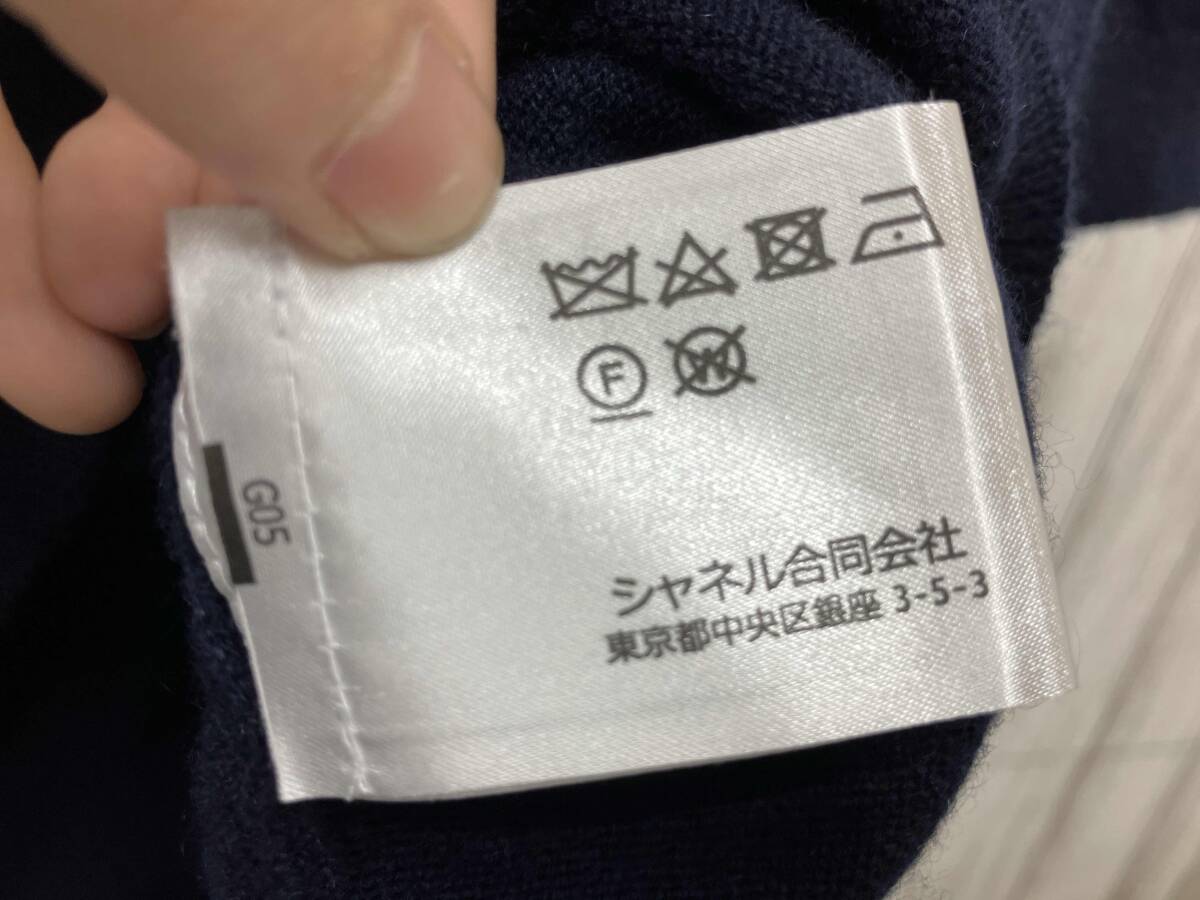 F W
シャネル合同会社
東京都中央区銀座 3-5-3
G05